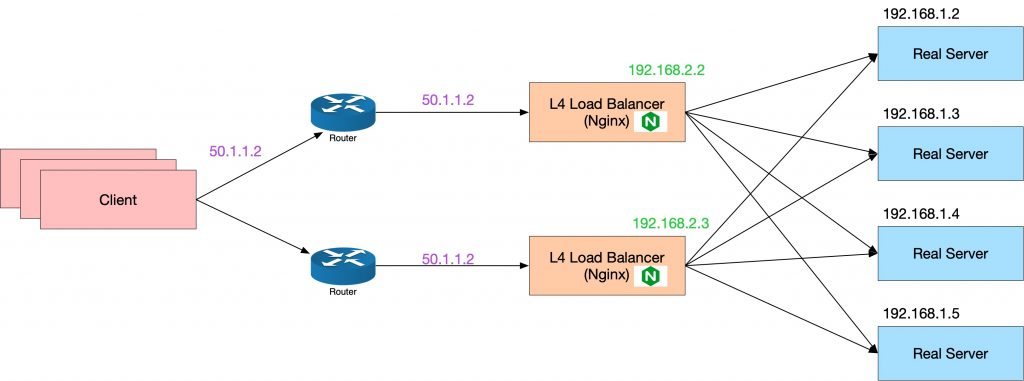 192.168.1.2
Real Server
192.168.2.2
50.1.1.2
L4 Load Balancer
(Nginx) N
Router
192.168.1.3
Real Server
50.1.1.2
Client
192.168.1.4
Real Server
192.168.2.3
50.1.1.2
L4 Load Balancer
(Nginx) N
Router
192.168.1.5
Real Server